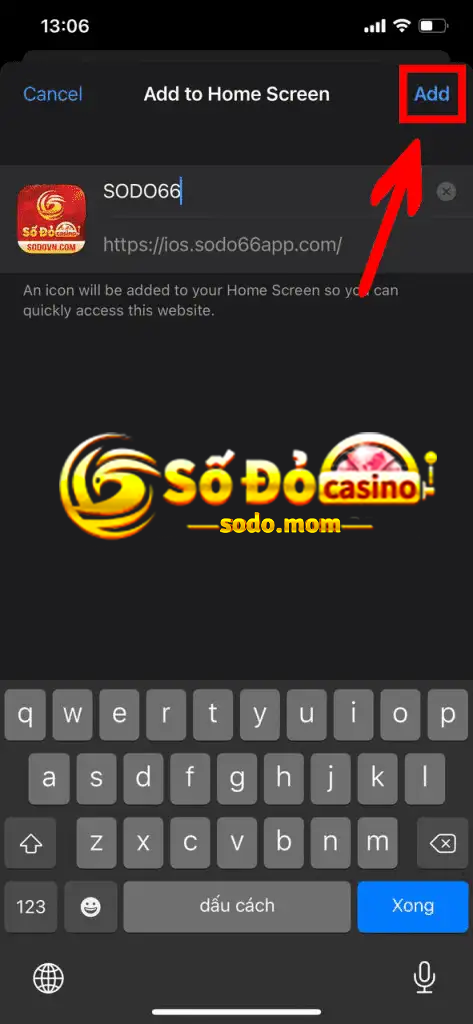 13:06
Cancel
Add to Home Screen
Add
SODO66
SỐ ĐỎ casino
SODOVN.COM
https://ios.sodo66app.com/
An icon will be added to your Home Screen so you can
quickly access this website.
SỐ ĐỎ casino
sodo.mom
q w e r t y u i o p
a s d f g h j k l
z x c v b n m
123 dấu cách Xong